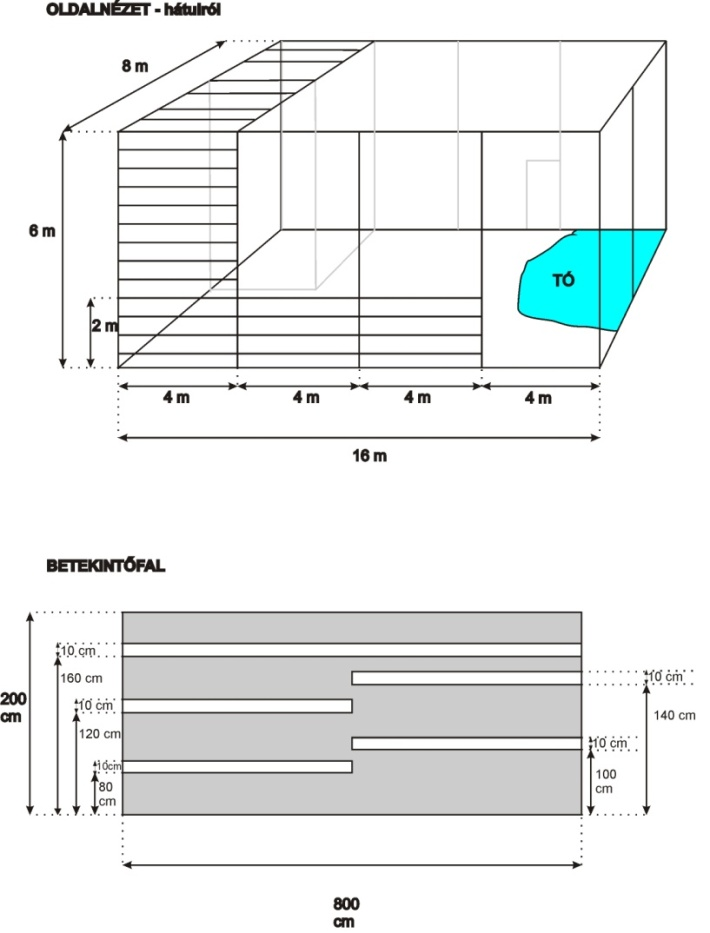 OLDALNÉZET - hátulról
8 m
6 m
2 m
TÓ
4 m
4 m
4 m
4 m
16 m
BETEKINTŐFAL
10 cm
160 cm
10 cm
10 cm
200
cm
140 cm
120 cm
10 cm
10cm
80
cm
100
cm
800
cm